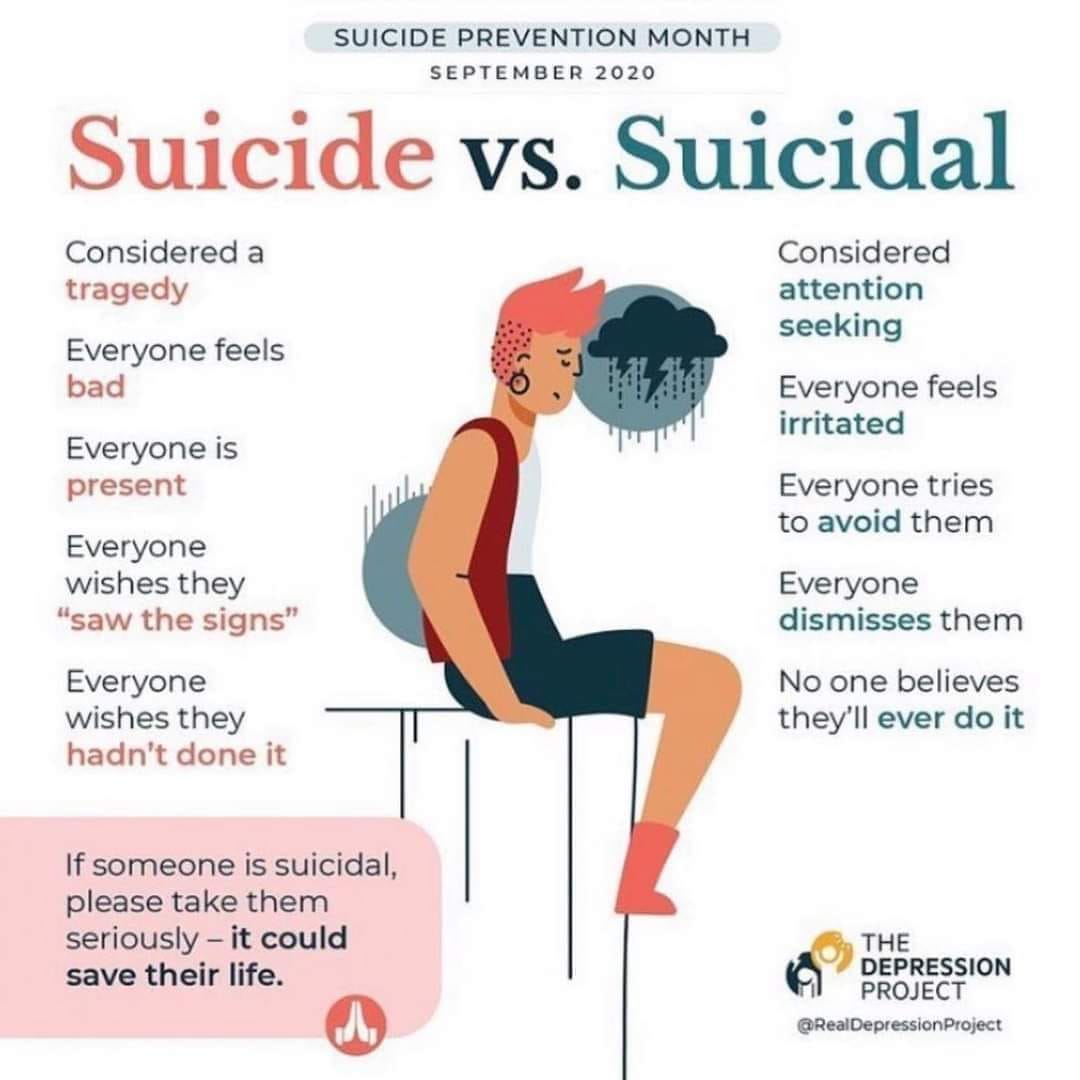 SUICIDE PREVENTION MONTH
SEPTEMBER 2020
Suicide vs. Suicidal
Considered a
tragedy
Everyone feels
bad
Everyone is
present
Everyone
wishes they
“saw the signs”
Everyone
wishes they
hadn’t done it
Considered
attention
seeking
Everyone feels
irritated
Everyone tries
to avoid them
Everyone
dismisses them
No one believes
they’ll ever do it
If someone is suicidal,
please take them
seriously – it could
save their life.
THE
DEPRESSION
PROJECT
@RealDepressionProject